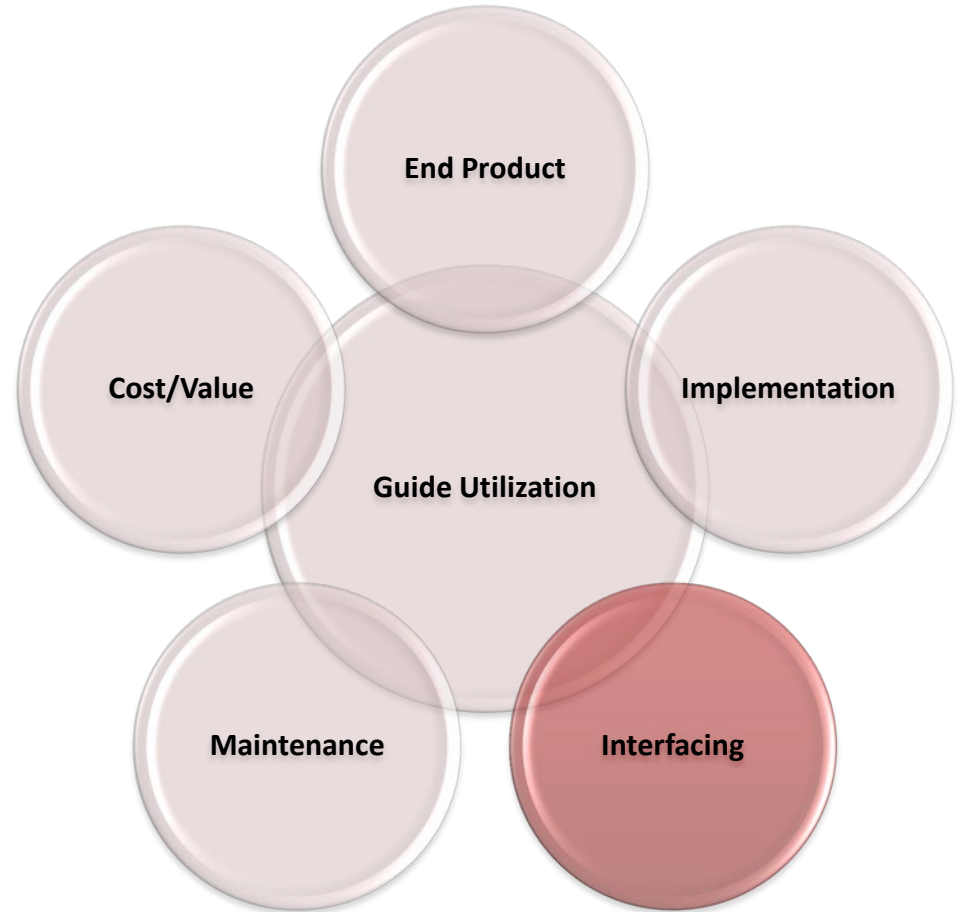 End Product
Cost/Value
Implementation
Guide Utilization
Maintenance
Interfacing